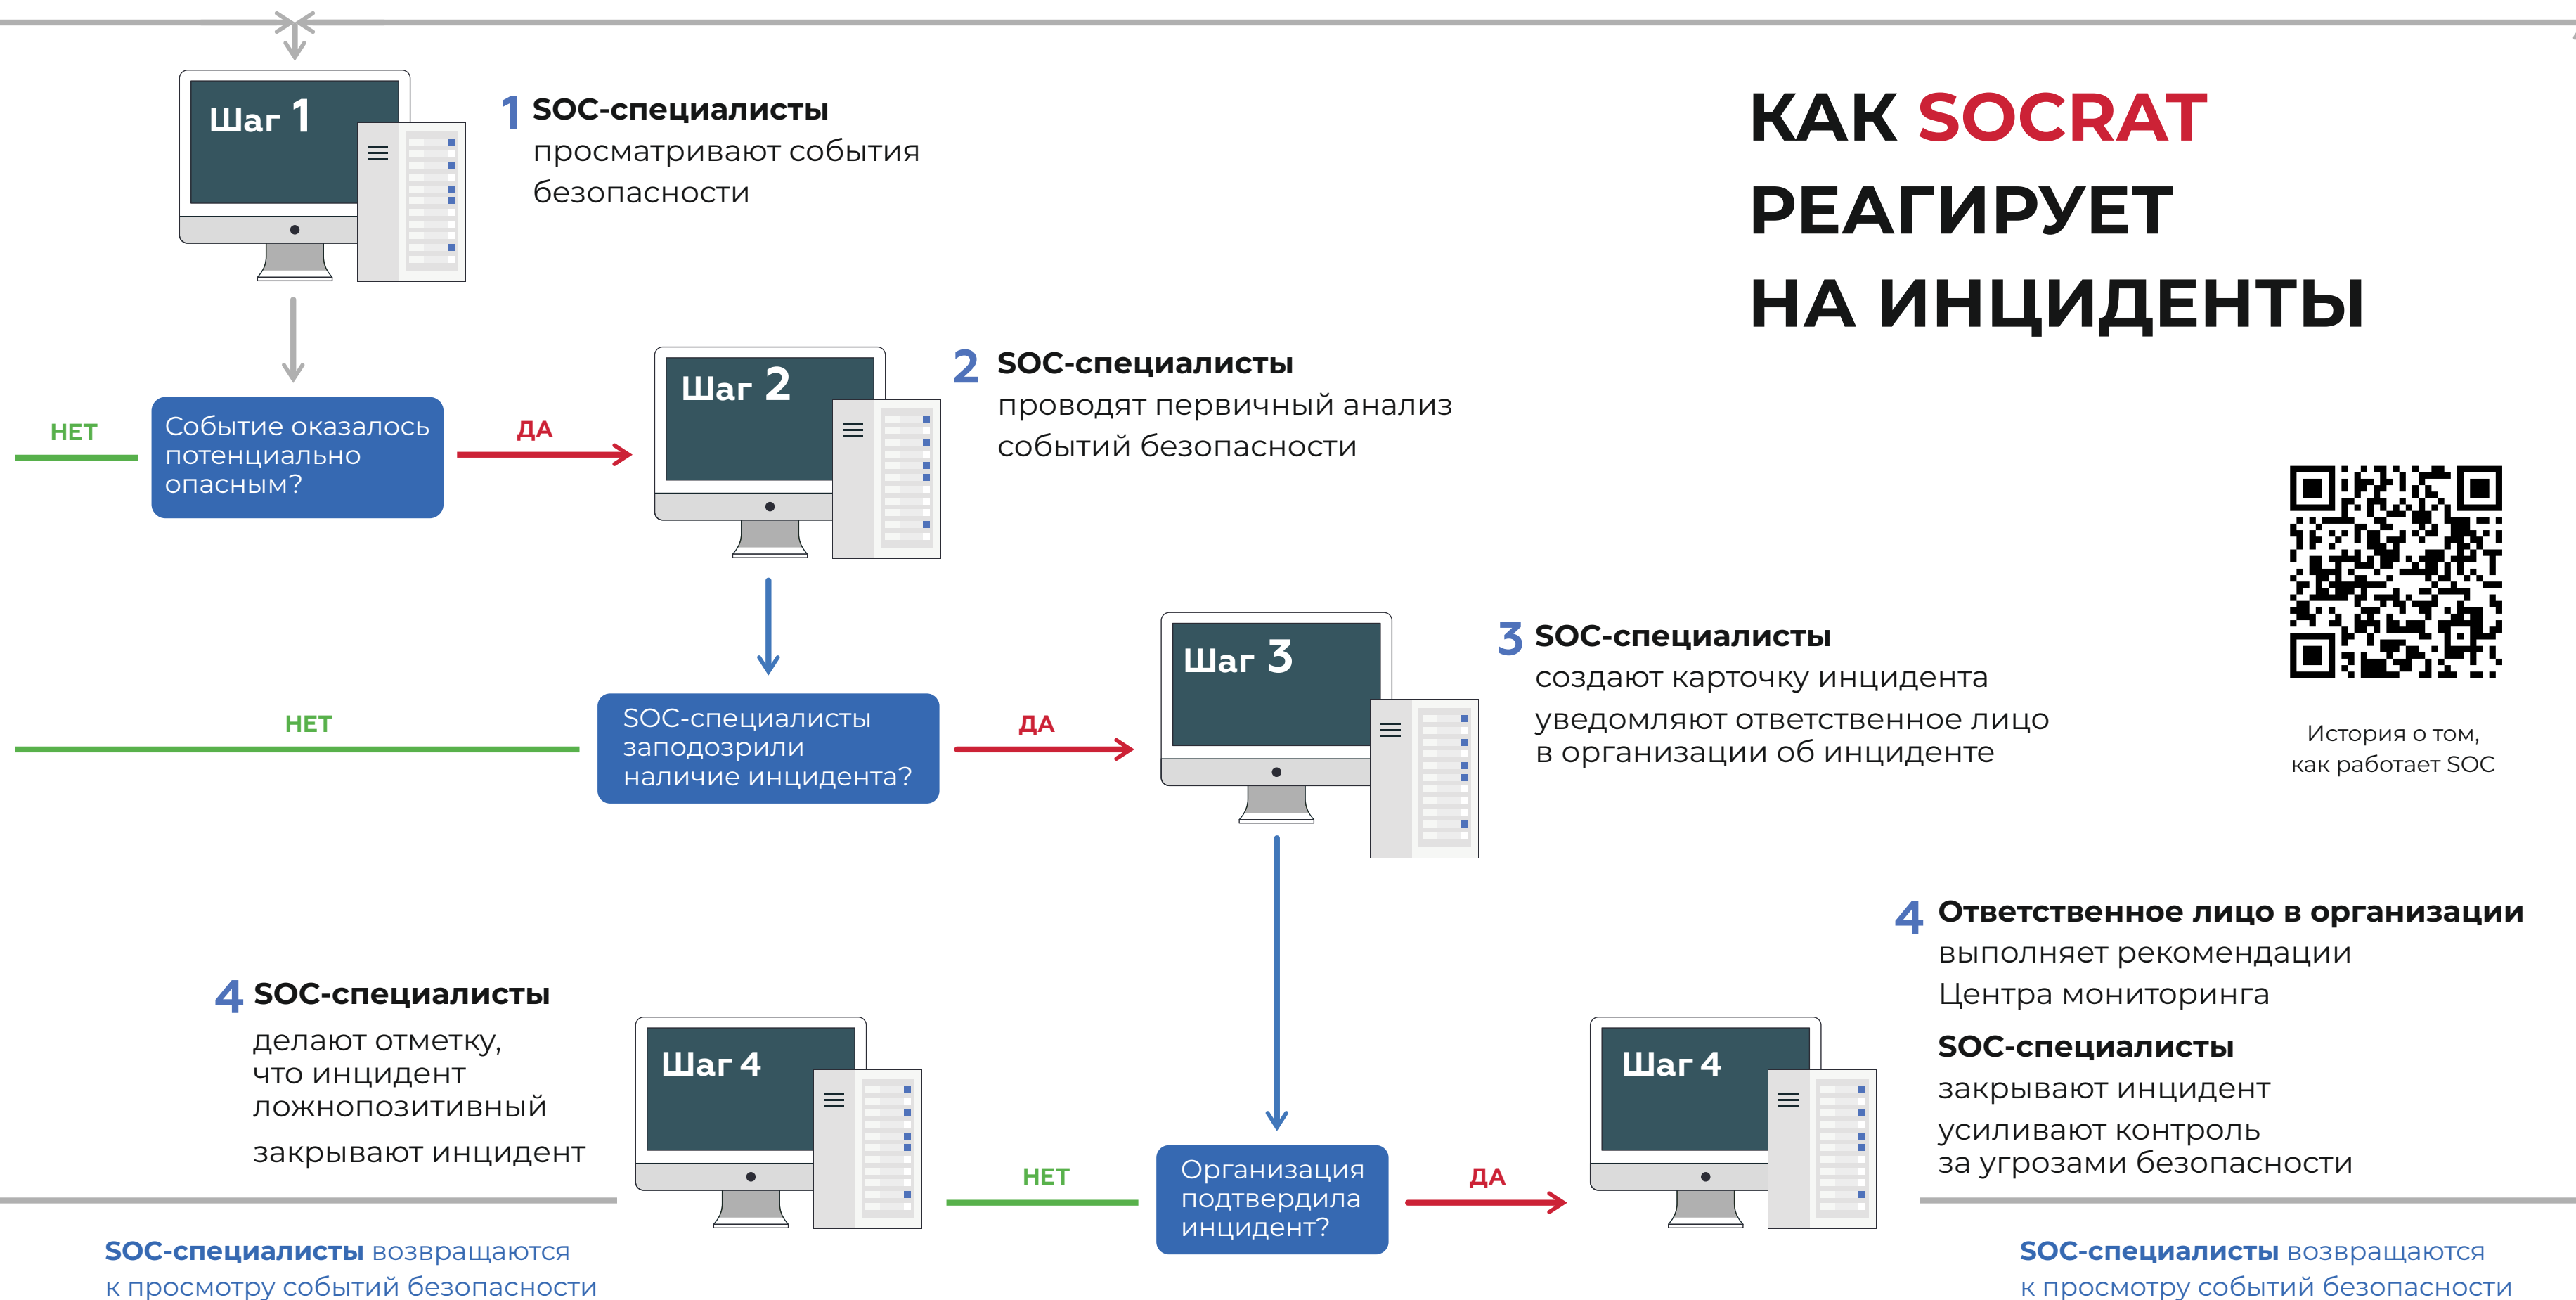 КАК SOCRAT
РЕАГИРУЕТ
НА ИНЦИДЕНТЫ
Шаг 1
1 SOC-специалисты
просматривают события
безопасности
НЕТ
Событие оказалось
потенциально
опасным?
ДА
Шаг 2
2 SOC-специалисты
проводят первичный анализ
событий безопасности
НЕТ
SOC-специалисты
заподозрили
наличие инцидента?
ДА
Шаг 3
3 SOC-специалисты
создают карточку инцидента
уведомляют ответственное лицо
в организации об инциденте
История о том,
как работает SOC
4 SOC-специалисты
делают отметку,
что инцидент
ложнопозитивный
закрывают инцидент
Шаг 4
НЕТ
Организация
подтвердила
инцидент?
ДА
Шаг 4
4 Ответственное лицо в организации
выполняет рекомендации
Центра мониторинга
SOC-специалисты
закрывают инцидент
усиливают контроль
за угрозами безопасности
SOC-специалисты возвращаются
к просмотру событий безопасности
SOC-специалисты возвращаются
к просмотру событий безопасности